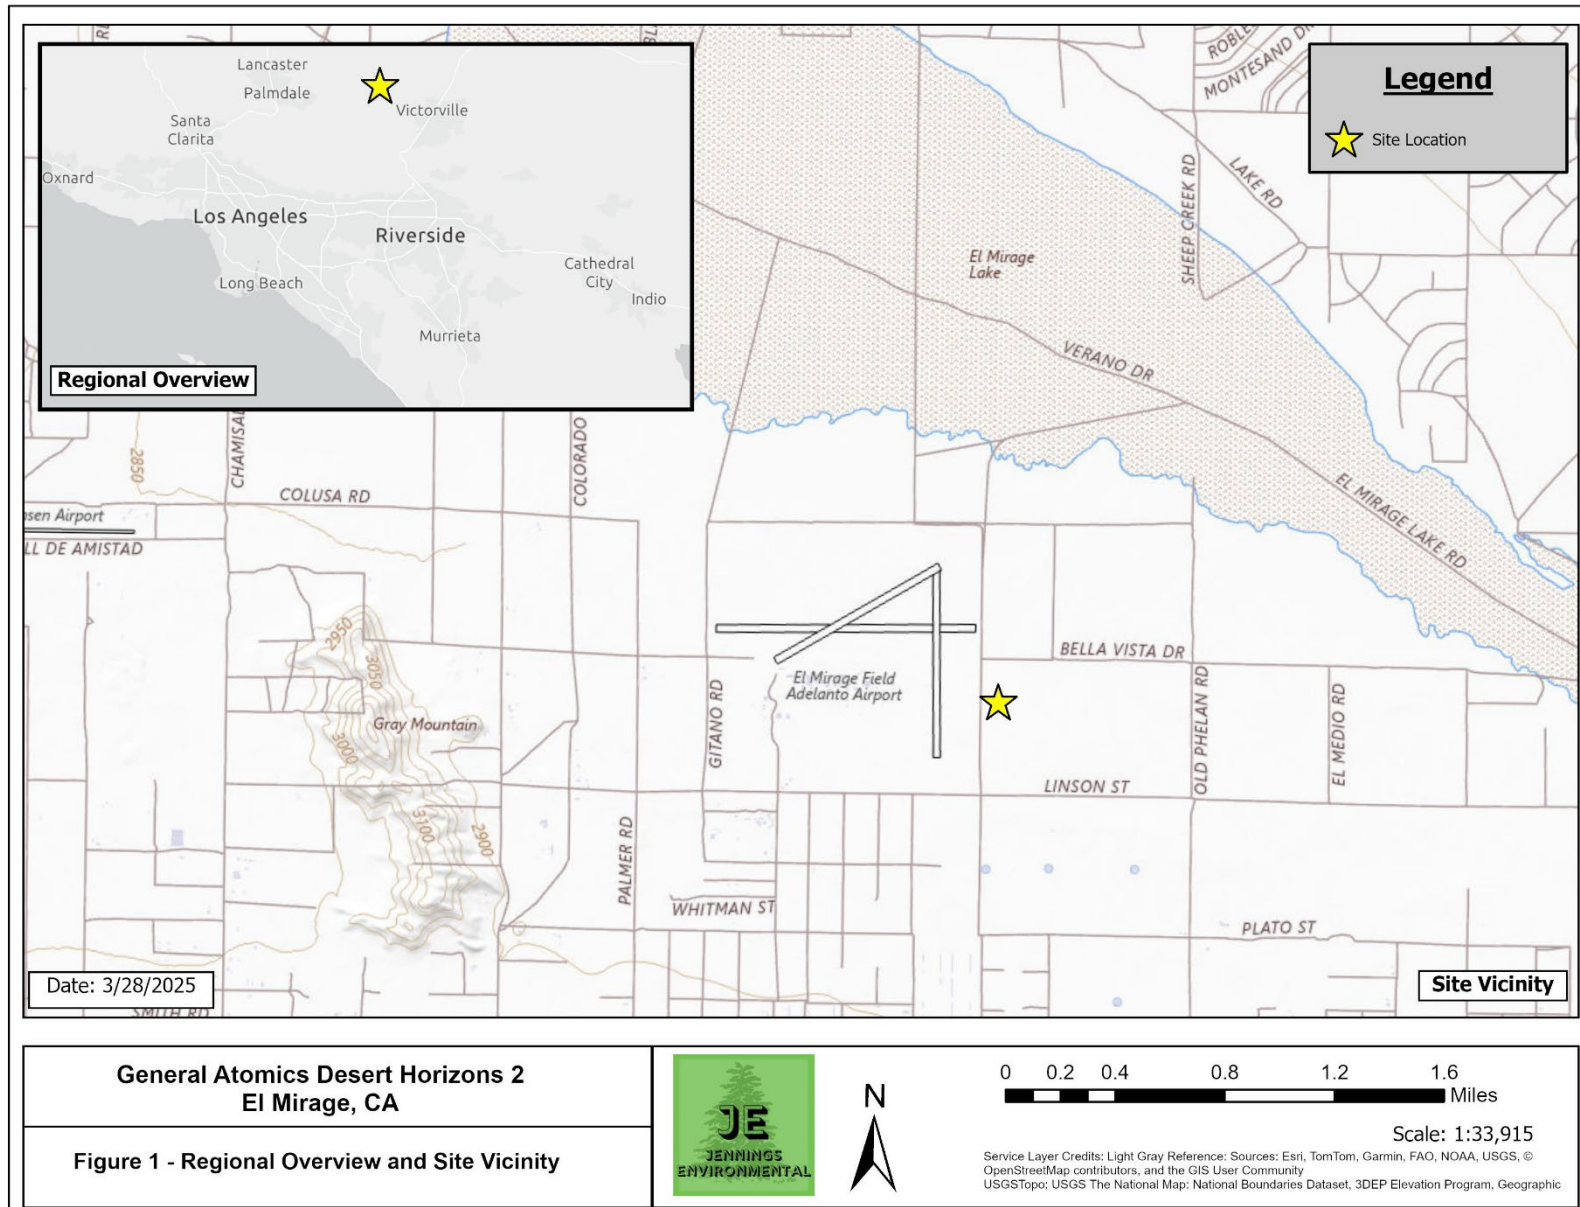 Lancaster
Palmdale
Victorville
Santa
Clarita
Oxnard
Los Angeles
Riverside
Long Beach
Cathedral
City
Indio
Murrieta
Regional Overview
Legend
Site Location
MONTESAND DR
SHEEP CREEK RD
LAKE RD
El Mirage
Lake
VERANO DR
EL MIRAGE LAKE RD
2850
CHAMISAL
COLORADO
COLUSA RD
sen Airport
LL DE AMISTAD
2950
3050
Gray Mountain
3000
3100
2900
GITANO RD
El Mirage Field
Adelanto Airport
BELLA VISTA DR
OLD PHELAN RD
EL MEDIO RD
LINSON ST
PALMER RD
WHITMAN ST
PLATO ST
SMITH RD
Date: 3/28/2025
Site Vicinity
General Atomics Desert Horizons 2
El Mirage, CA
Figure 1 - Regional Overview and Site Vicinity
JE
JENNINGS
ENVIRONMENTAL
N
0 0.2 0.4 0.8 1.2 1.6
Miles
Scale: 1:33,915
Service Layer Credits: Light Gray Reference: Sources: Esri, TomTom, Garmin, FAO, NOAA, USGS, ©
OpenStreetMap contributors, and the GIS User Community
USGSTopo: USGS The National Map: National Boundaries Dataset, 3DEP Elevation Program, Geographic